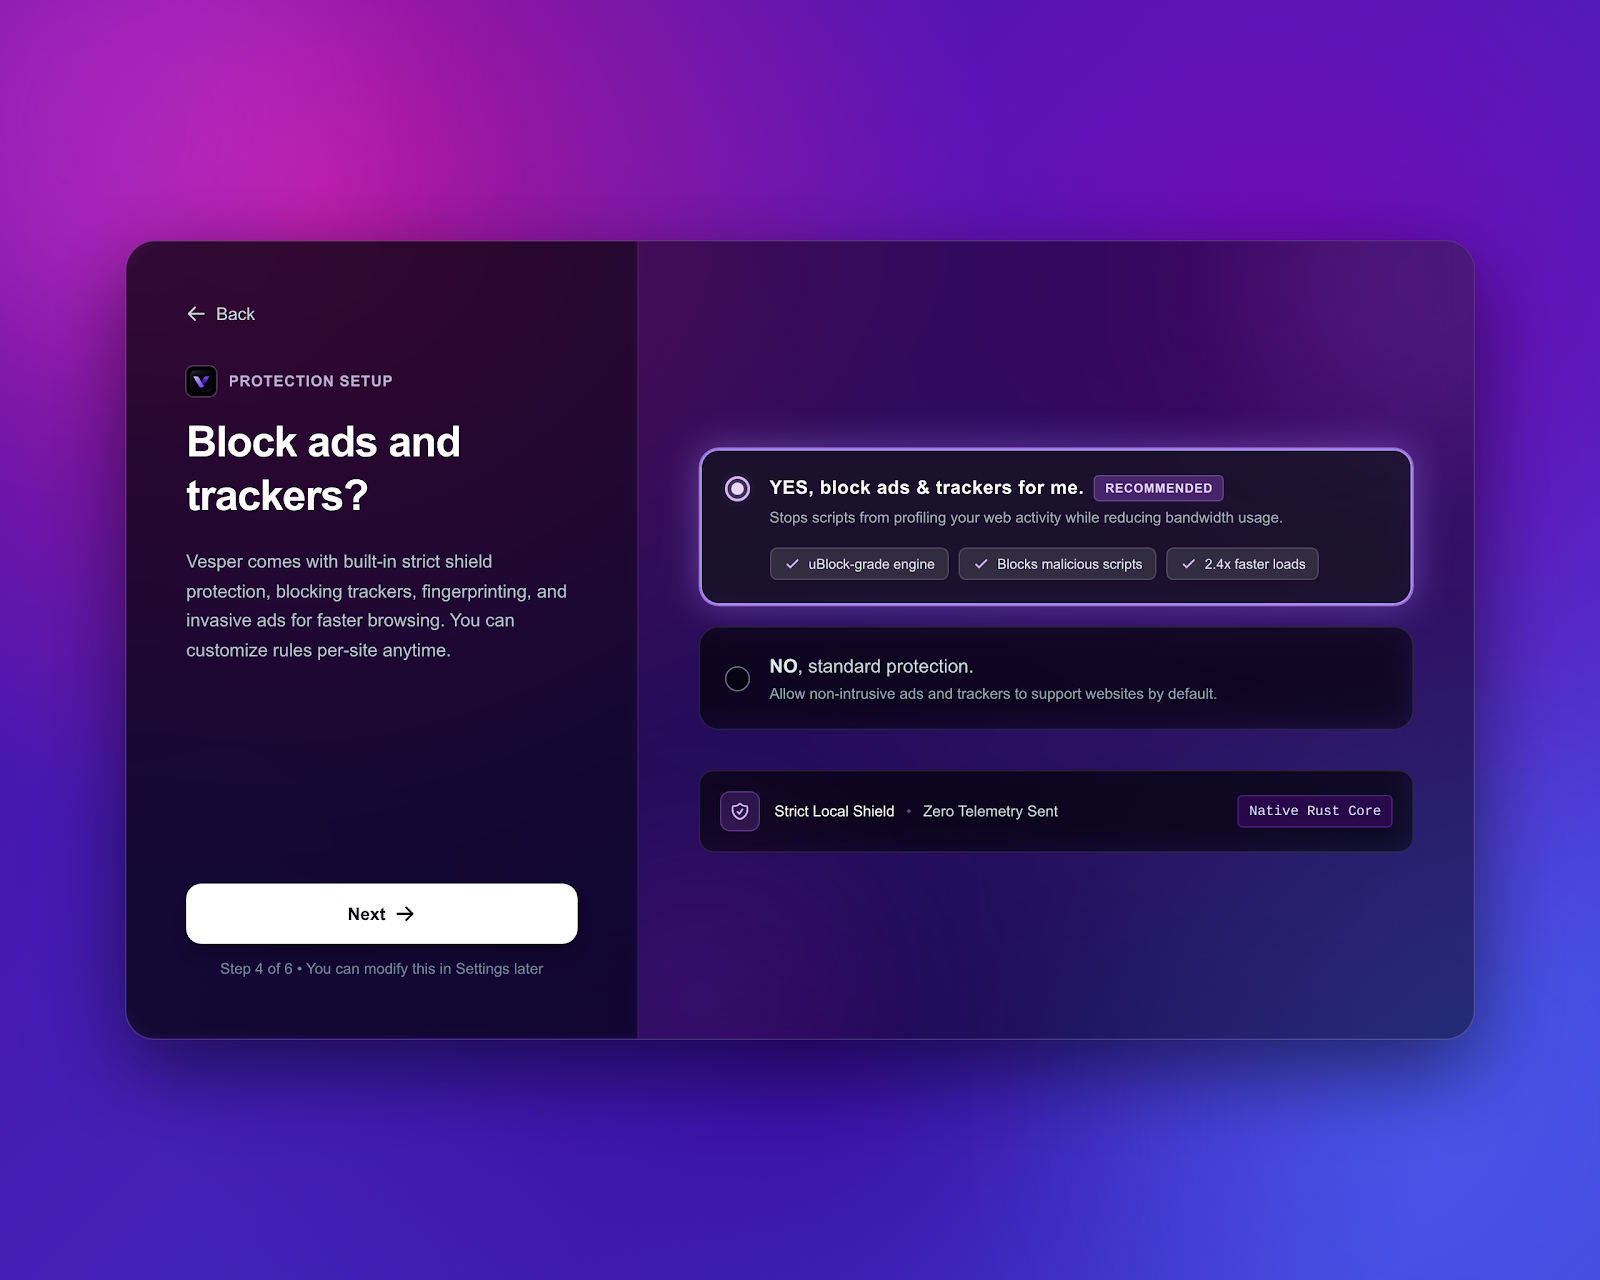 Back
PROTECTION SETUP
Block ads and
trackers?
Vesper comes with built-in strict shield
protection, blocking trackers, fingerprinting, and
invasive ads for faster browsing. You can
customize rules per-site anytime.
Next
Step 4 of 6 • You can modify this in Settings later
YES, block ads & trackers for me. RECOMMENDED
Stops scripts from profiling your web activity while reducing bandwidth usage.
uBlock-grade engine Blocks malicious scripts 2.4x faster loads
NO, standard protection.
Allow non-intrusive ads and trackers to support websites by default.
Strict Local Shield • Zero Telemetry Sent Native Rust Core